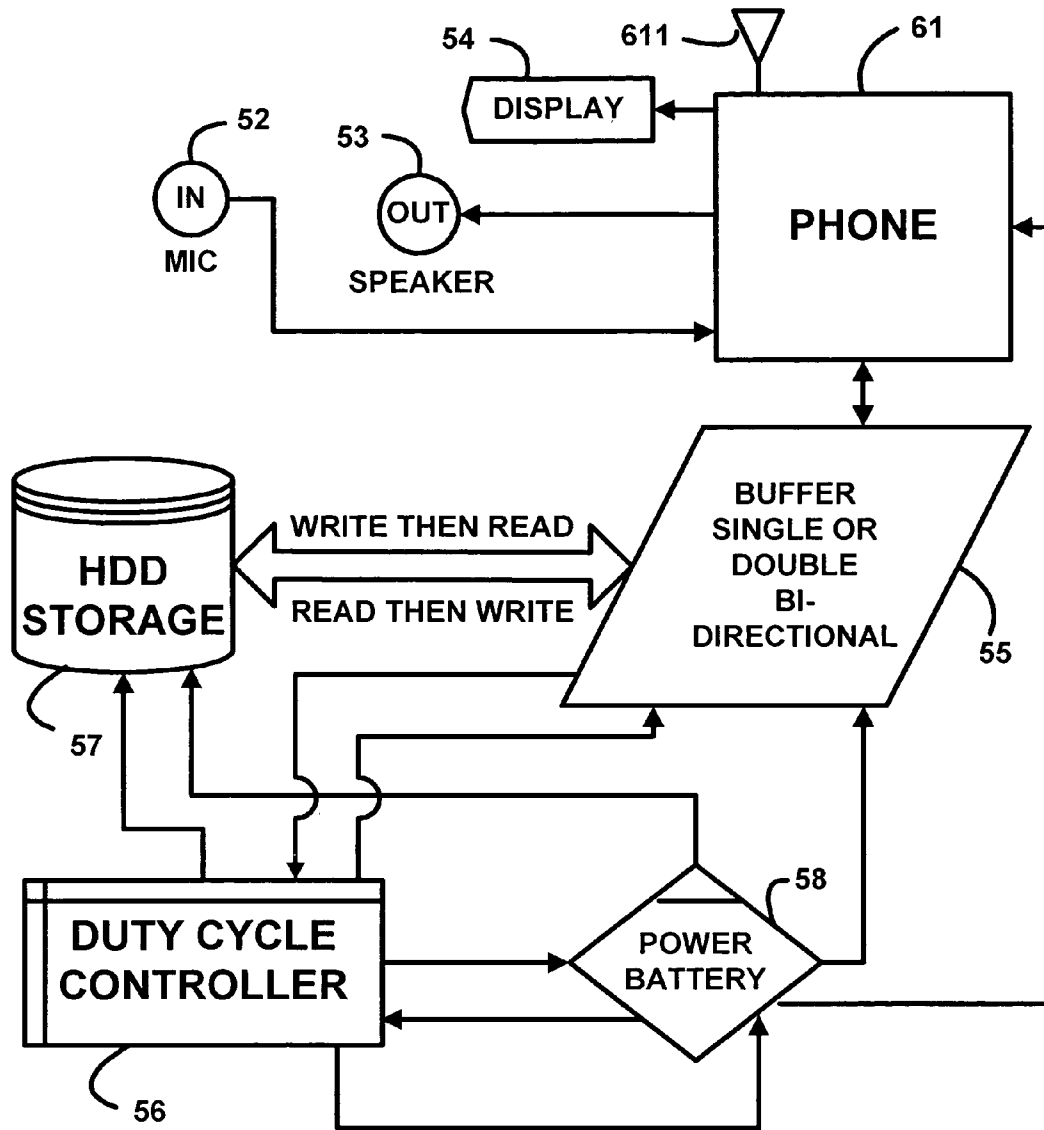 54
611
61
DISPLAY
52
53
IN
OUT
PHONE
MIC
SPEAKER
WRITE THEN READ
READ THEN WRITE
HDD
STORAGE
BUFFER
SINGLE OR
DOUBLE
BI-
DIRECTIONAL
55
57
58
DUTY CYCLE
CONTROLLER
POWER
BATTERY
56